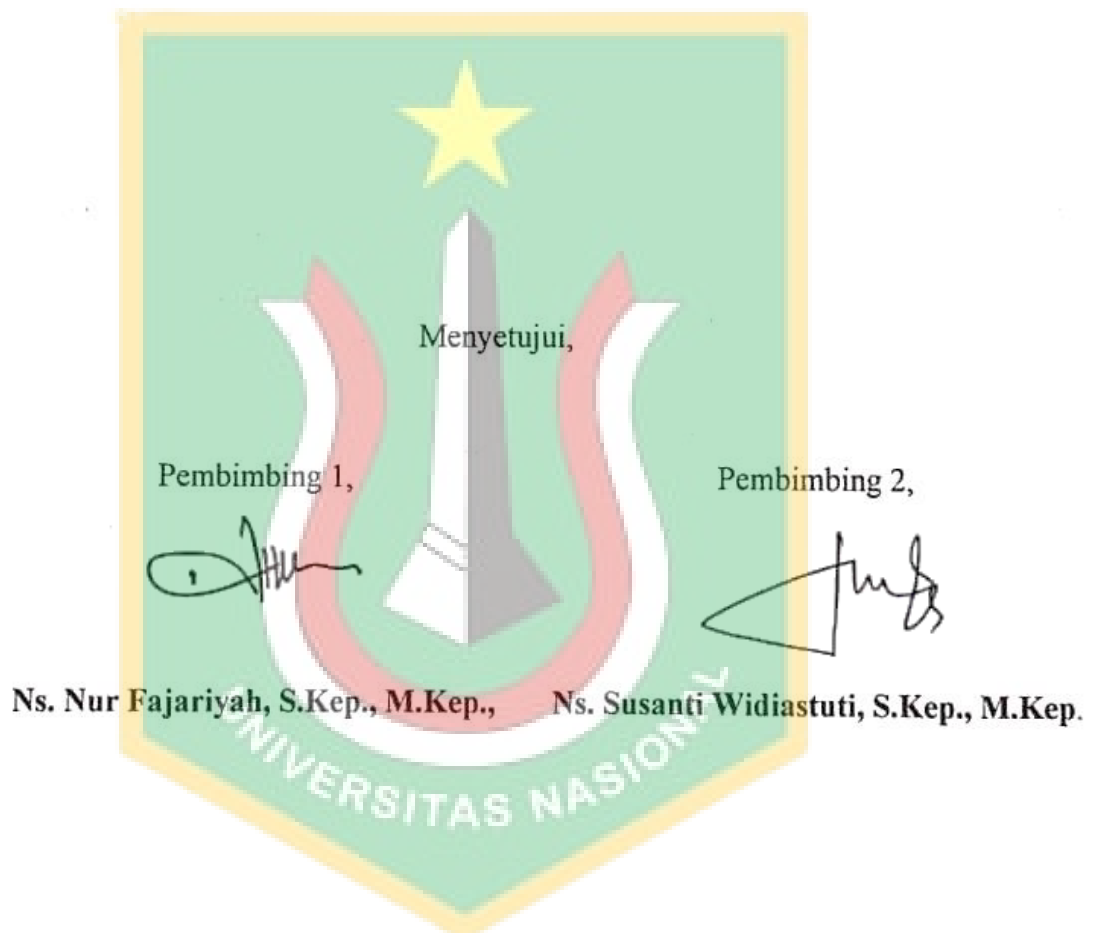 Menyetujui,
Pembimbing 1, Pembimbing 2,
Ns. Nur Fajariyah, S.Kep., M.Kep., Ns. Susanti Widiastuti, S.Kep., M.Kep.
UNIVERSITAS NASIONAL